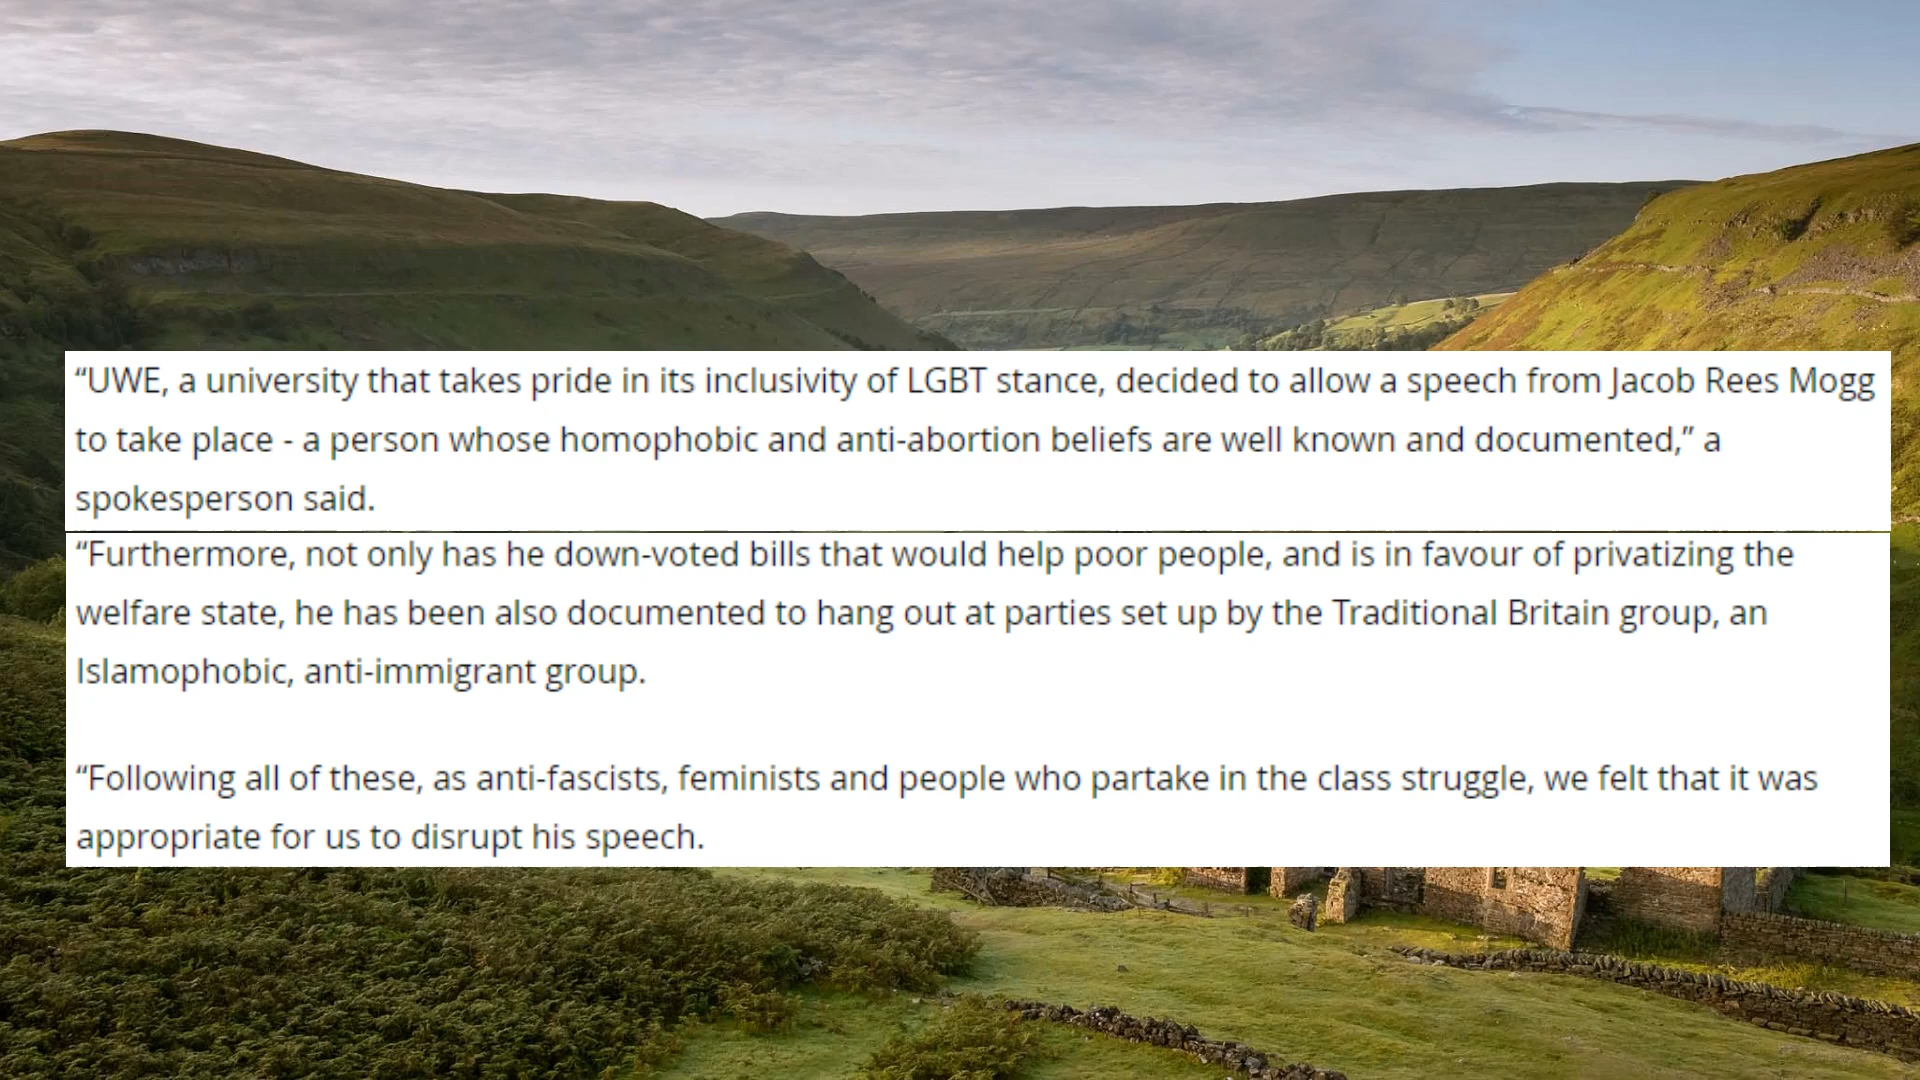 “UWE, a university that takes pride in its inclusivity of LGBT stance, decided to allow a speech from Jacob Rees Mogg
to take place - a person whose homophobic and anti-abortion beliefs are well known and documented,” a
spokesperson said.
“Furthermore, not only has he down-voted bills that would help poor people, and is in favour of privatizing the
welfare state, he has been also documented to hang out at parties set up by the Traditional Britain group, an
Islamophobic, anti-immigrant group.
“Following all of these, as anti-fascists, feminists and people who partake in the class struggle, we felt that it was
appropriate for us to disrupt his speech.